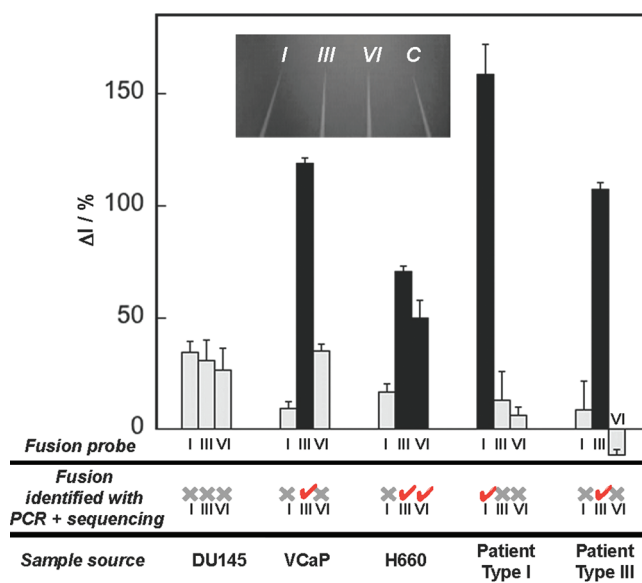 I III VI C
150
100
50
0
ΔI / %
VI
Fusion probe I III VI I III VI I III VI I III VI I III
Fusion
identified with
PCR + sequencing
I III VI I III VI I III VI I III VI I III VI
Sample source DU145 VCaP H660 Patient Type I Patient Type III